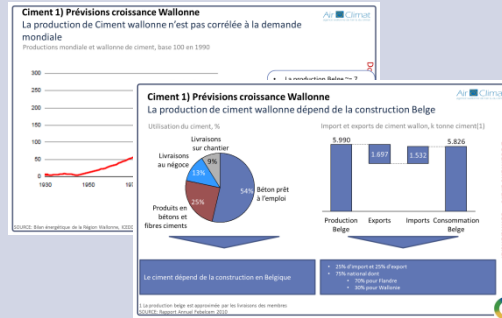 Ciment 1) Prévisions croissance Wallonne
La production de Ciment wallonne n'est pas corrélée à la demande
mondiale
Productions mondiale et wallonne de ciment, base 100 en 1990
Air Climat
300
250
200
150
100
50
0
1930
1950
La production Belge
Ciment 1) Prévisions croissance Wallonne
La production de ciment wallonne dépend de la construction Belge
Air Climat
Utilisation du ciment, %
Livraisons
sur chantier
9%
Livraisons
au négoce
13%
54%
Béton prêt
à l'emploi
25%
Produits en
bétons et
fibres ciments
Import et exports de ciment wallon, k tonne ciment(1)
5.990
1.697
1.532
5.826
Production
Belge
Exports
Imports
Consommation
Belge
Le ciment dépend de la construction en Belgique
25% d'import et 25% d'export
75% national dont
70% pour Flandre
30% pour Wallonie
1 La production belge est approximée par les livraisons des membres
SOURCE: Rapport Annuel Febelcem 2010